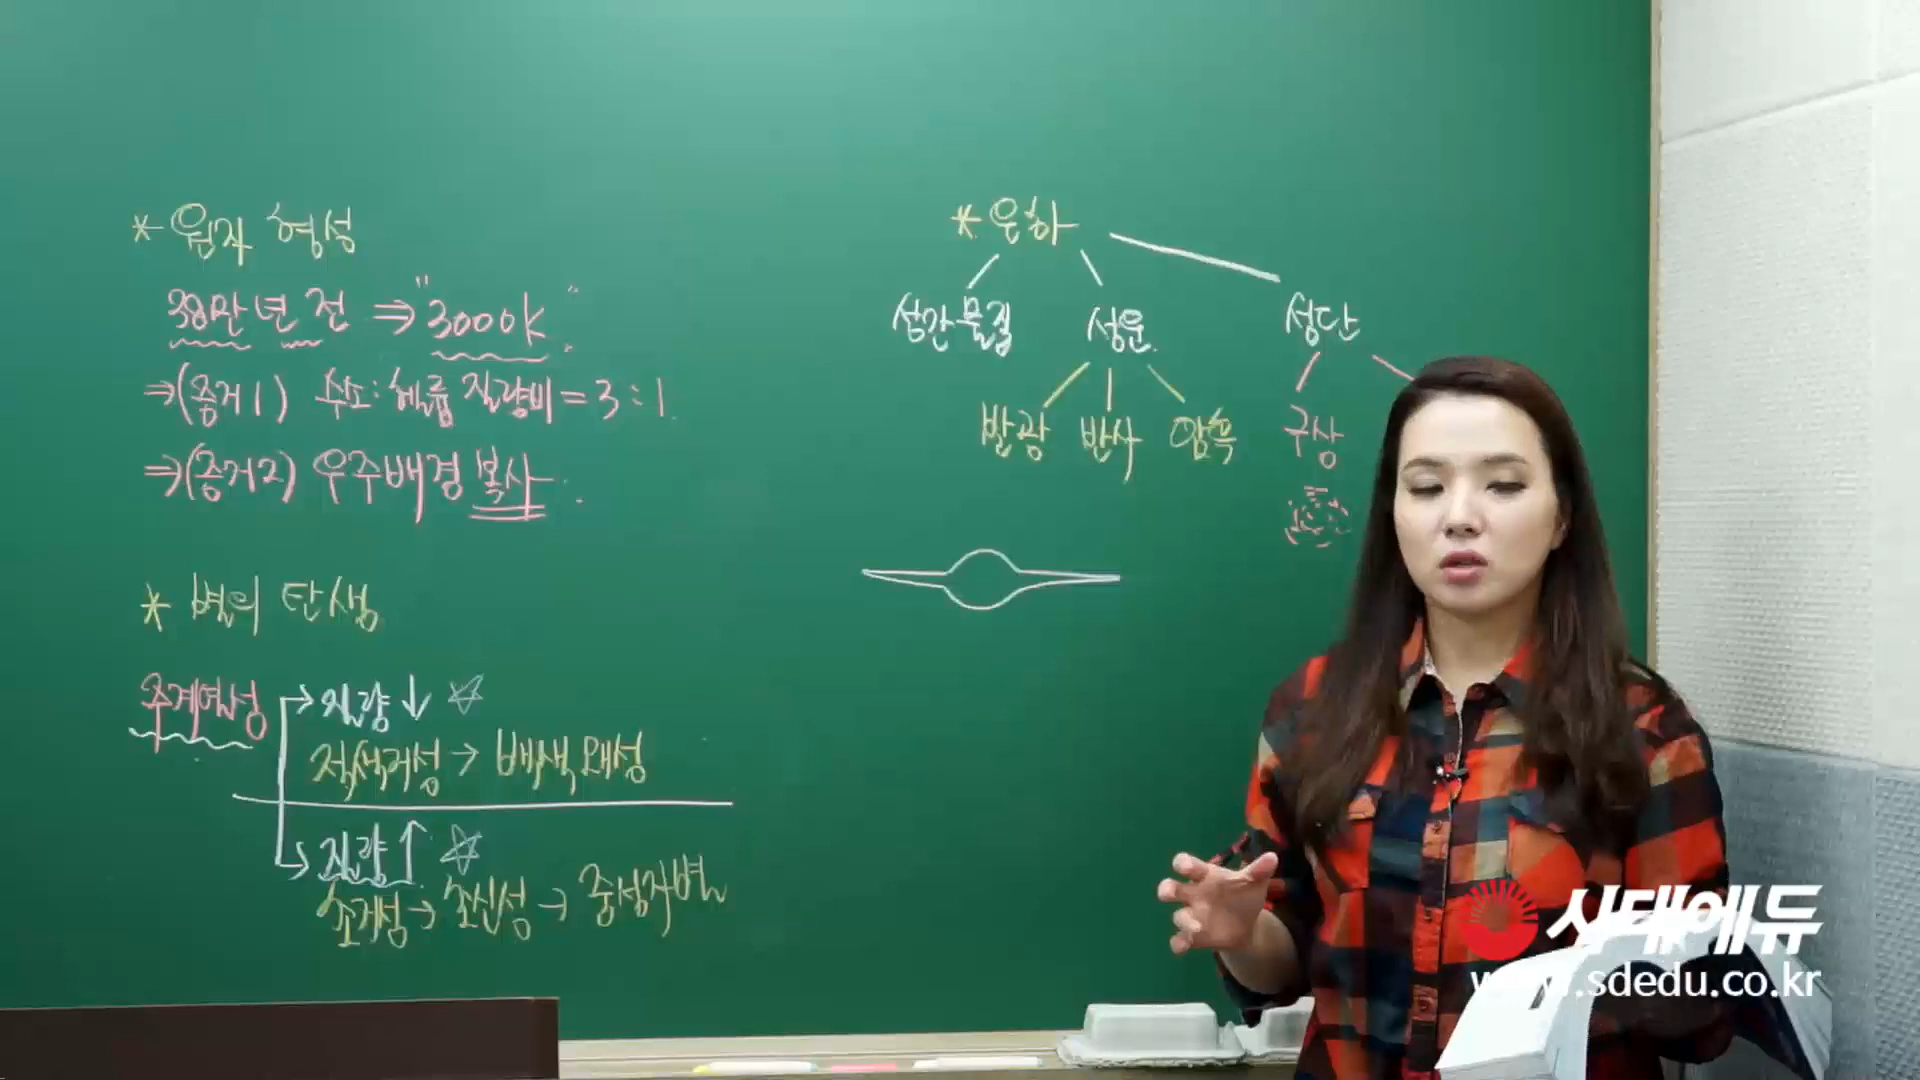 * 원자 형성
38만 년 전 ⇒ "3000K"
⇒(증거1) 수소:헬륨 질량비 = 3:1.
⇒(증거2) 우주배경 복사
* 별의 탄생
주계열성 → 질량↓ ☆
적색거성 → 백색왜성
→ 질량↑ ☆
초거성 → 초신성 → 중성자별
* 은하
성간물질 성운 성단
발광 반사 암흑 구상
시대에듀
www.sdedu.co.kr